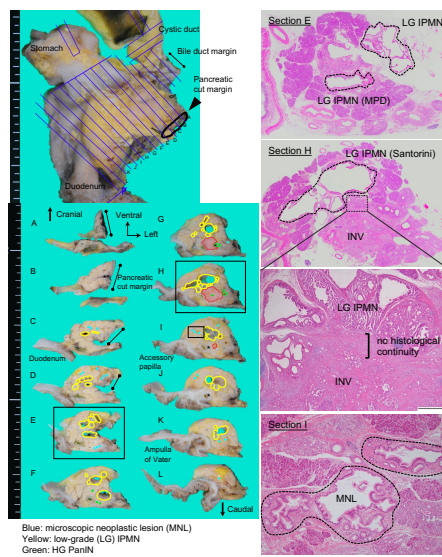 Stomach
Cystic duct
Bile duct margin
Pancreatic
cut margin
Duodenum
Cranial
Ventral
Left
A
B
Pancreatic
cut margin
C
Duodenum
D
E
F
G
H
I
Accessory
papilla
J
K
Ampulla
of Vater
L
Caudal
Blue: microscopic neoplastic lesion (MNL)
Yellow: low-grade (LG) IPMN
Green: HG PanIN
Section E
LG IPMN
LG IPMN (MPD)
Section H
LG IPMN (Santorini)
INV
LG IPMN
no histological
continuity
INV
Section I
MNL